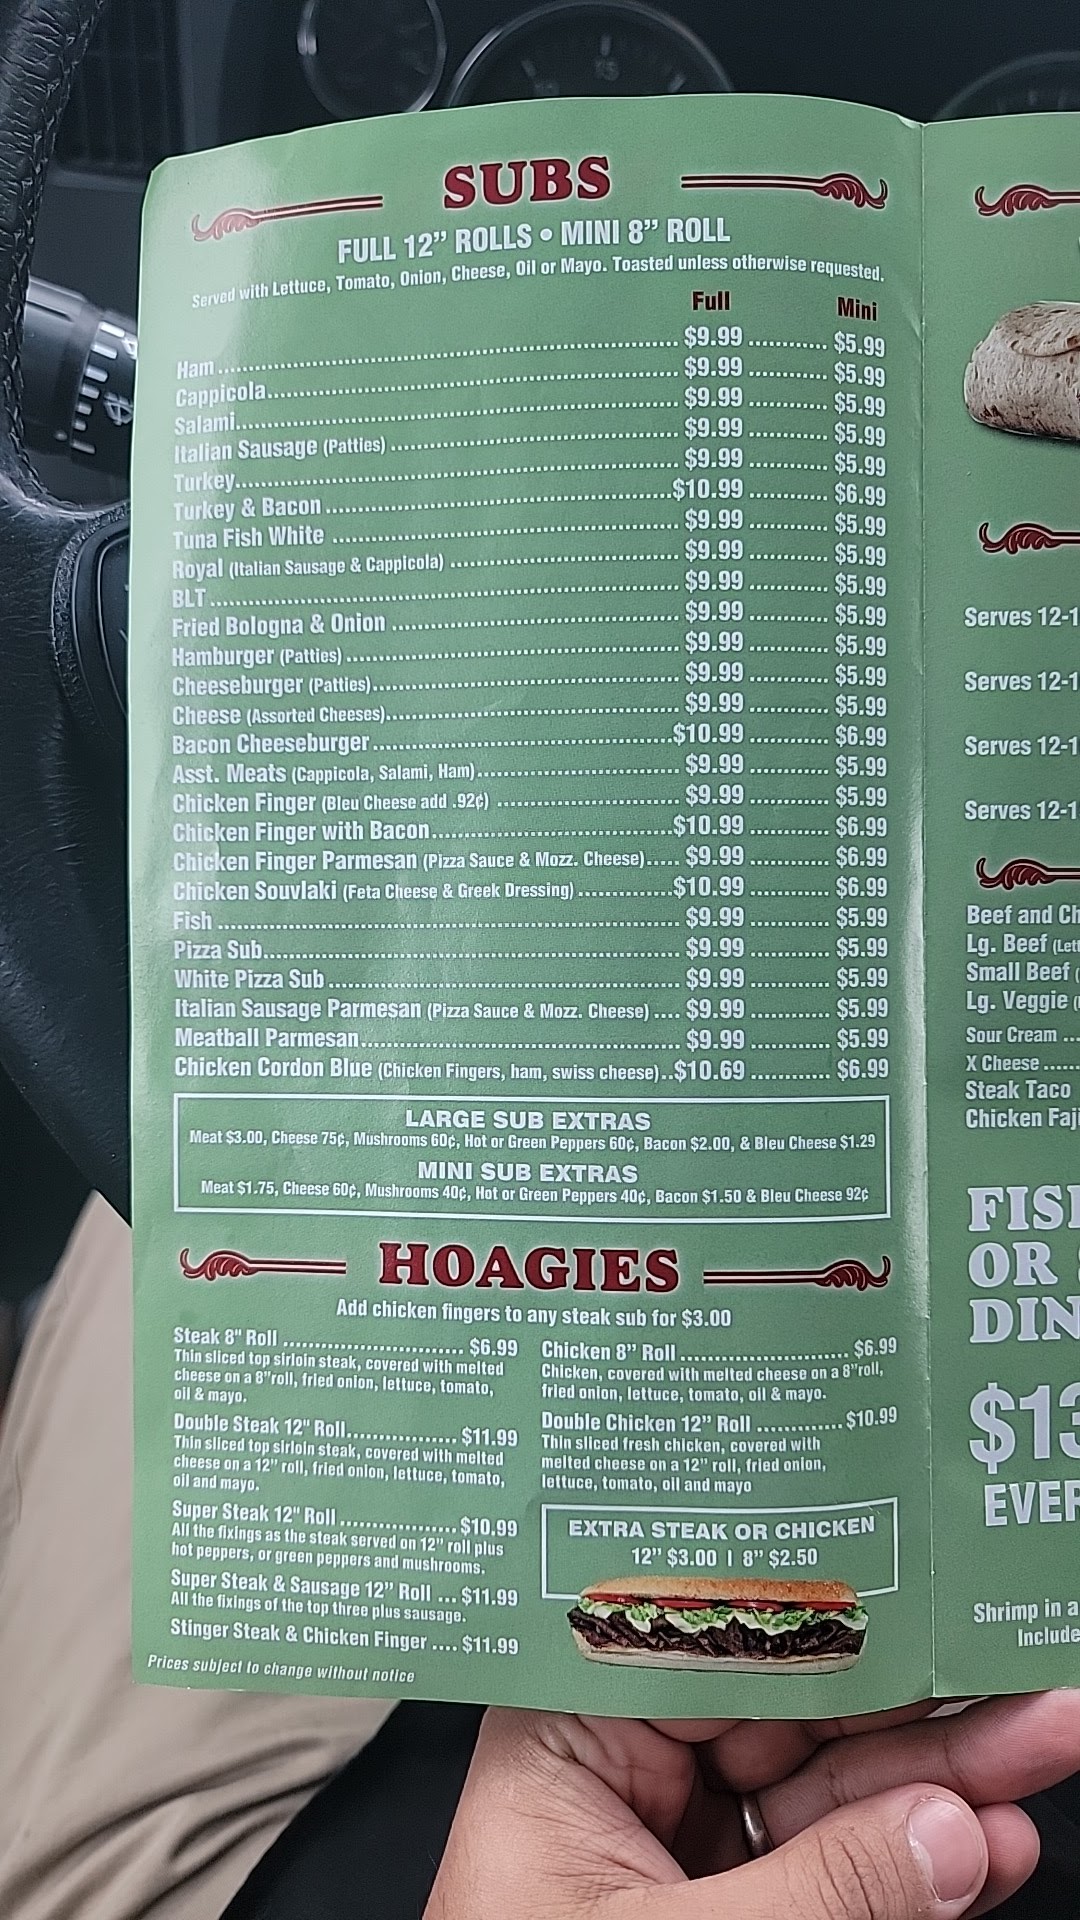 SUBS
FULL 12" ROLLS • MINI 8" ROLL
Served with Lettuce, Tomato, Onion, Cheese, Oil or Mayo. Toasted unless otherwise requested.
Full Mini
Ham $9.99 $5.99
Cappicola $9.99 $5.99
Salami $9.99 $5.99
Italian Sausage (Patties) $9.99 $5.99
Turkey $9.99 $5.99
Turkey & Bacon $10.99 $6.99
Tuna Fish White $9.99 $5.99
Royal (Italian Sausage & Cappicola) $9.99 $5.99
BLT $9.99 $5.99
Fried Bologna & Onion $9.99 $5.99
Hamburger (Patties) $9.99 $5.99
Cheeseburger (Patties) $9.99 $5.99
Cheese (Assorted Cheeses) $9.99 $5.99
Bacon Cheeseburger $10.99 $6.99
Asst. Meats (Cappicola, Salami, Ham) $9.99 $5.99
Chicken Finger (Bleu Cheese add .92¢) $9.99 $5.99
Chicken Finger with Bacon $10.99 $6.99
Chicken Finger Parmesan (Pizza Sauce & Mozz. Cheese) $9.99 $6.99
Chicken Souvlaki (Feta Cheese & Greek Dressing) $10.99 $6.99
Fish $9.99 $5.99
Pizza Sub $9.99 $5.99
White Pizza Sub $9.99 $5.99
Italian Sausage Parmesan (Pizza Sauce & Mozz. Cheese) $9.99 $5.99
Meatball Parmesan $9.99 $5.99
Chicken Cordon Blue (Chicken Fingers, ham, swiss cheese) $10.69 $6.99
LARGE SUB EXTRAS
Meat $3.00, Cheese 75¢, Mushrooms 60¢, Hot or Green Peppers 60¢, Bacon $2.00, & Bleu Cheese $1.29
MINI SUB EXTRAS
Meat $1.75, Cheese 60¢, Mushrooms 40¢, Hot or Green Peppers 40¢, Bacon $1.50 & Bleu Cheese 92¢
HOAGIES
Add chicken fingers to any steak sub for $3.00
Steak 8" Roll $6.99
Thin sliced top sirloin steak, covered with melted
cheese on a 8"roll, fried onion, lettuce, tomato,
oil & mayo.
Double Steak 12" Roll $11.99
Thin sliced top sirloin steak, covered with melted
cheese on a 12" roll, fried onion, lettuce, tomato,
oil and mayo.
Super Steak 12" Roll $10.99
All the fixings as the steak served on 12" roll plus
hot peppers, or green peppers and mushrooms.
Super Steak & Sausage 12" Roll ... $11.99
All the fixings of the top three plus sausage.
Stinger Steak & Chicken Finger .... $11.99
Prices subject to change without notice
Chicken 8" Roll $6.99
Chicken, covered with melted cheese on a 8"roll,
fried onion, lettuce, tomato, oil & mayo.
Double Chicken 12" Roll $10.99
Thin sliced fresh chicken, covered with
melted cheese on a 12" roll, fried onion,
lettuce, tomato, oil and mayo
EXTRA STEAK OR CHICKEN
12" $3.00 | 8" $2.50
Serves 12-1
Serves 12-1
Serves 12-1
Serves 12-1
Beef and Ch
Lg. Beef (Lett
Small Beef (
Lg. Veggie (
Sour Cream ...
X Cheese ......
Steak Taco
Chicken Faji
FIS
OR
DIN
$13
EVER
Shrimp in a
Include